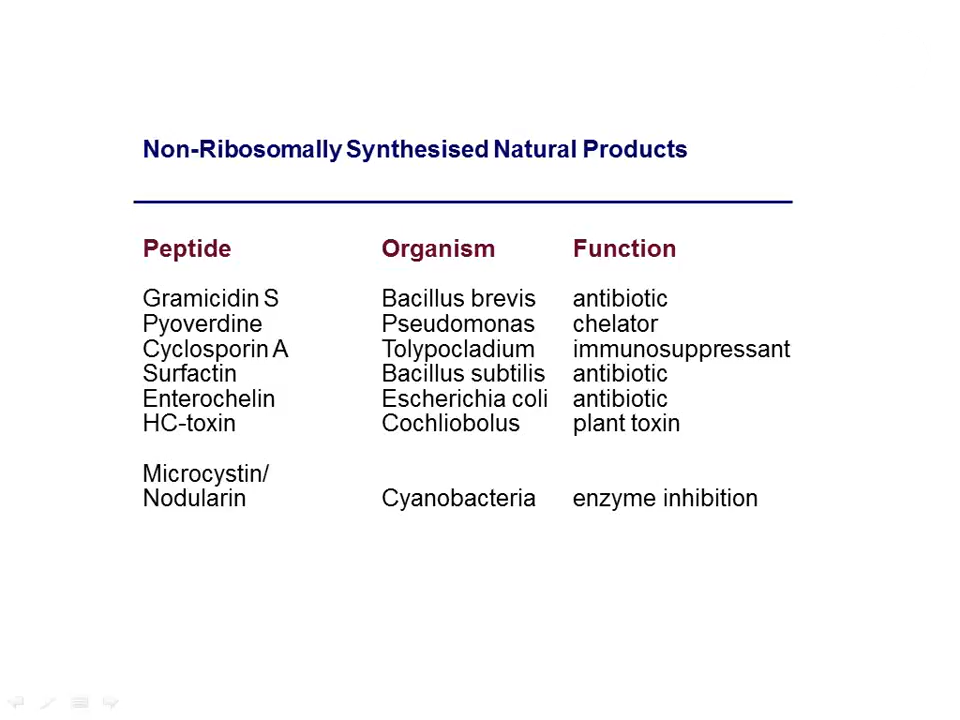 Non-Ribosomally Synthesised Natural Products
Peptide Organism Function
Gramicidin S Bacillus brevis antibiotic
Pyoverdine Pseudomonas chelator
Cyclosporin A Tolypocladium immunosuppressant
Surfactin Bacillus subtilis antibiotic
Enterochelin Escherichia coli antibiotic
HC-toxin Cochliobolus plant toxin
Microcystin/
Nodularin Cyanobacteria enzyme inhibition